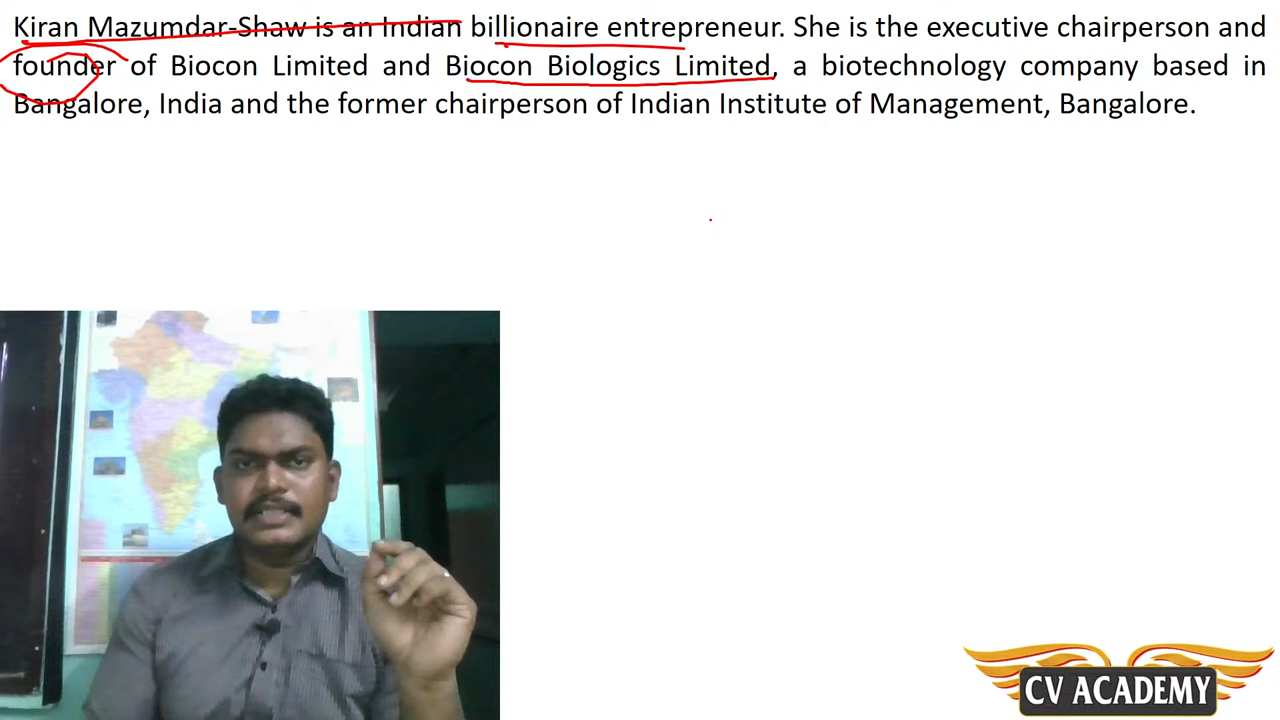 Kiran Mazumdar-Shaw is an Indian billionaire entrepreneur. She is the executive chairperson and
founder of Biocon Limited and Biocon Biologics Limited, a biotechnology company based in
Bangalore, India and the former chairperson of Indian Institute of Management, Bangalore.
CV ACADEMY